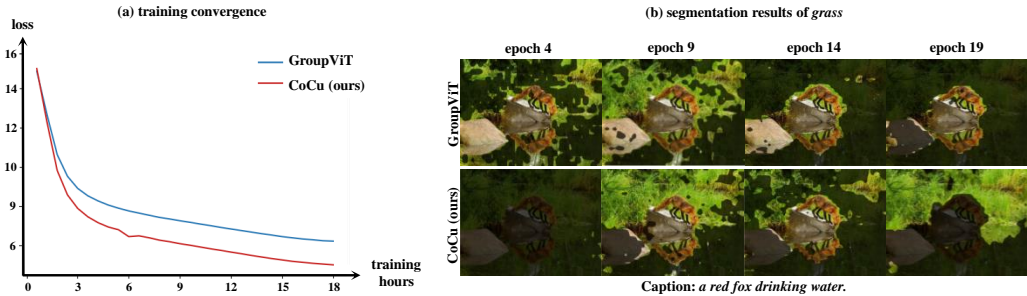 (a) training convergence
loss
16
14
12
10
8
6
0 3 6 9 12 15 18
training
hours
GroupViT
CoCu (ours)
(b) segmentation results of grass
epoch 4 epoch 9 epoch 14 epoch 19
GroupViT
CoCu (ours)
Caption: a red fox drinking water.